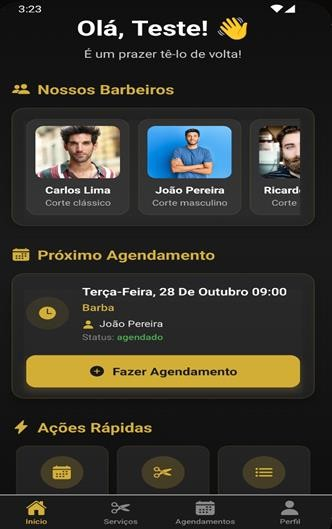 3:23
Olá, Teste! 👋
É um prazer tê-lo de volta!
Nossos Barbeiros
Carlos Lima
Corte clássico
João Pereira
Corte masculino
Ricard
Corte
Próximo Agendamento
Terça-Feira, 28 De Outubro 09:00
Barba
João Pereira
Status: agendado
Fazer Agendamento
Ações Rápidas
Início
Serviços
Agendamentos
Perfil